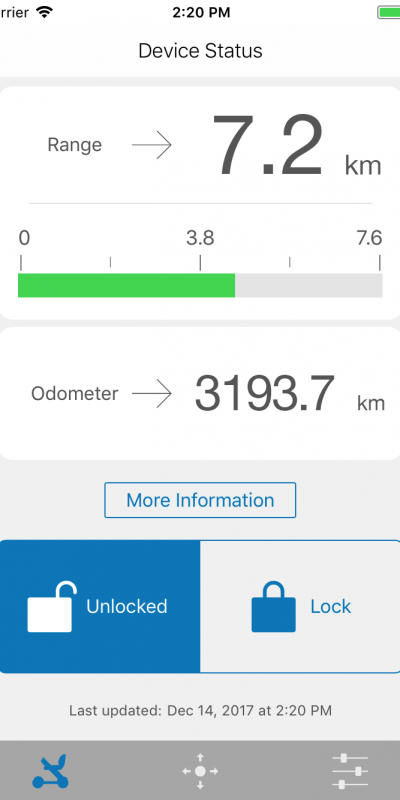 rrier 2:20 PM
Device Status
Range 7.2 km
0 3.8 7.6
Odometer 3193.7 km
More Information
Unlocked Lock
Last updated: Dec 14, 2017 at 2:20 PM